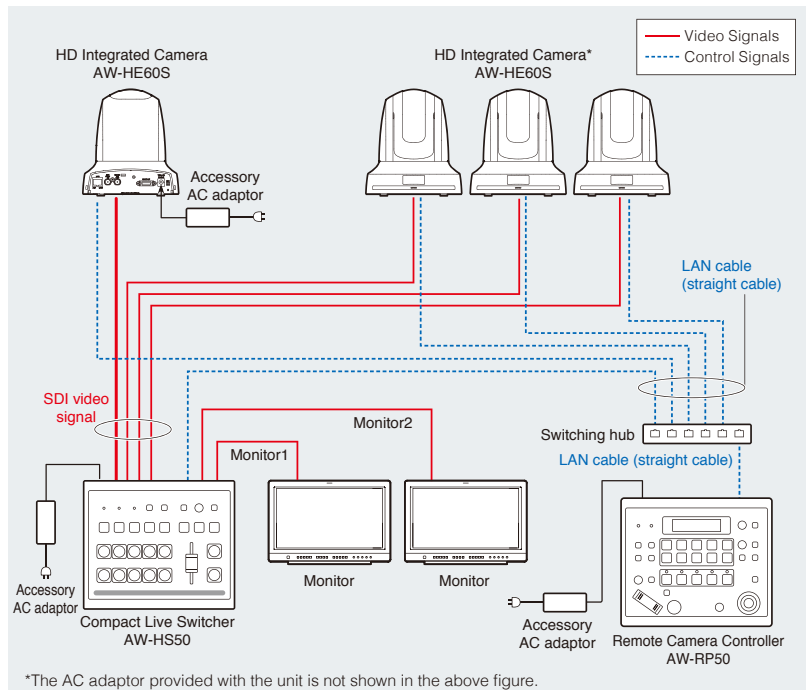 HD Integrated Camera
AW-HE60S
HD Integrated Camera*
AW-HE60S
Video Signals
Control Signals
Accessory
AC adaptor
LAN cable
(straight cable)
SDI video
signal
Monitor2
Monitor1
Switching hub
LAN cable (straight cable)
Monitor
Monitor
Accessory
AC adaptor
Compact Live Switcher
AW-HS50
Accessory
AC adaptor
Remote Camera Controller
AW-RP50
*The AC adaptor provided with the unit is not shown in the above figure.